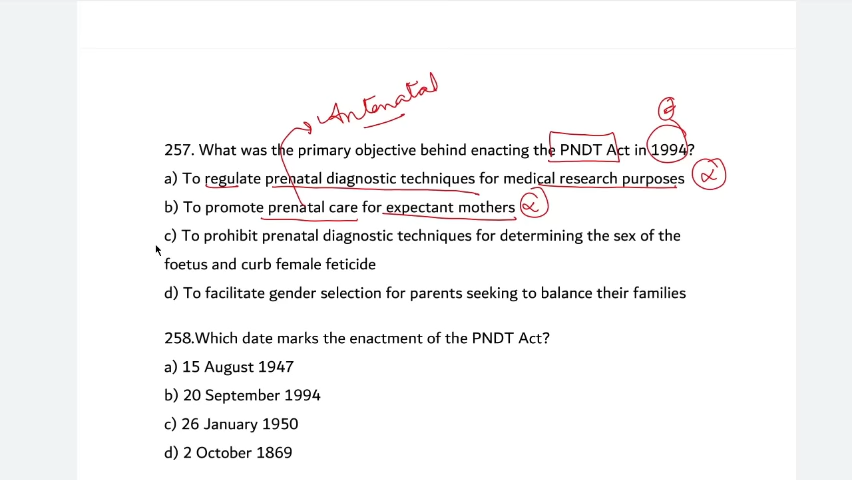 Antenatal
257. What was the primary objective behind enacting the PNDT Act in 1994?
a) To regulate prenatal diagnostic techniques for medical research purposes
b) To promote prenatal care for expectant mothers
c) To prohibit prenatal diagnostic techniques for determining the sex of the
foetus and curb female feticide
d) To facilitate gender selection for parents seeking to balance their families
258.Which date marks the enactment of the PNDT Act?
a) 15 August 1947
b) 20 September 1994
c) 26 January 1950
d) 2 October 1869